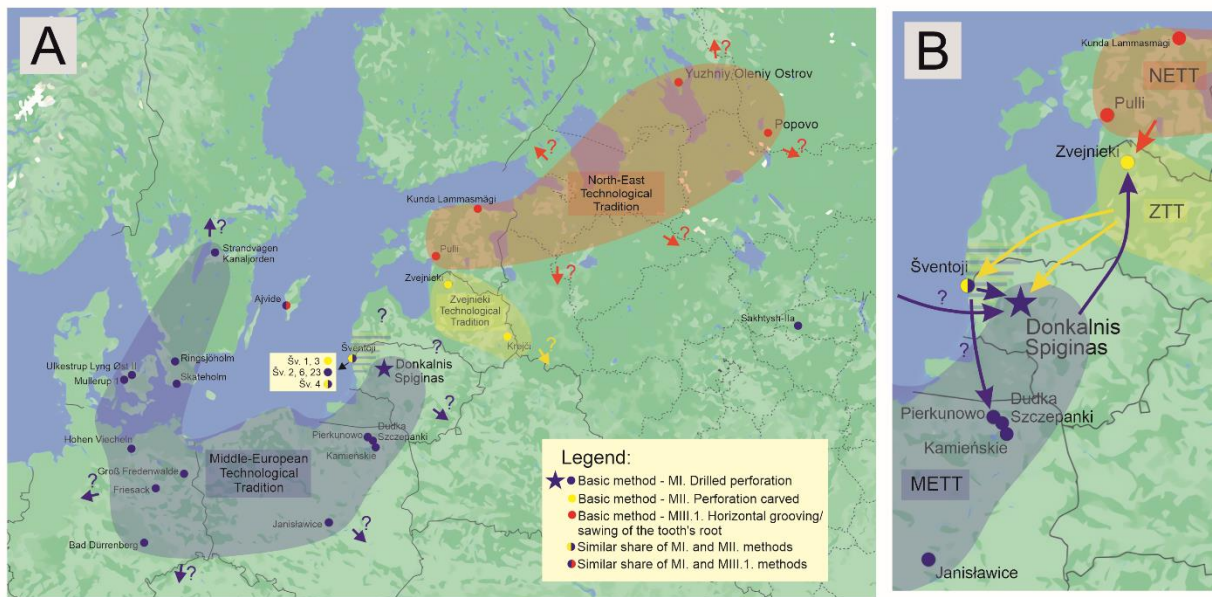 A
?
Yuzhniy Oleniy Ostrov
?
Popovo
?
North-East
Technological
Tradition
Kunda Lammasmägi
?
?
Strandvägen
Kanaljorden
Pulli
Zvejnieki
?
Zvejnieki
Technological
Tradition
Ajvide
Sakhtysh-IIa
?
Kreiči
?
Šventoji
?
Šv. 1, 3
Šv. 2, 6, 23
Šv. 4
Donkalnis
Spiginas
Ringsjöholm
Ulkestrup Lyng Øst II
Mullerup 1
Skateholm
?
Dudka
Pierkunowo
Szczepanki
Kamieńskie
Hohen Viecheln
Middle-European
Technological
Tradition
Groß Fredenwalde
Friesack
?
Janisławice
?
Bad Dürrenberg
?
Legend:
Basic method - MI. Drilled perforation
Basic method - MII. Perforation carved
Basic method - MIII.1. Horizontal grooving/
sawing of the tooth's root
Similar share of MI. and MII. methods
Similar share of MI. and MIII.1. methods
B
Kunda Lammasmägi
NETT
Pulli
Zvejnieki
ZTT
Šventoji
?
Donkalnis
Spiginas
?
Pierkunowo
Dudka
Szczepanki
Kamieńskie
METT
Janisławice